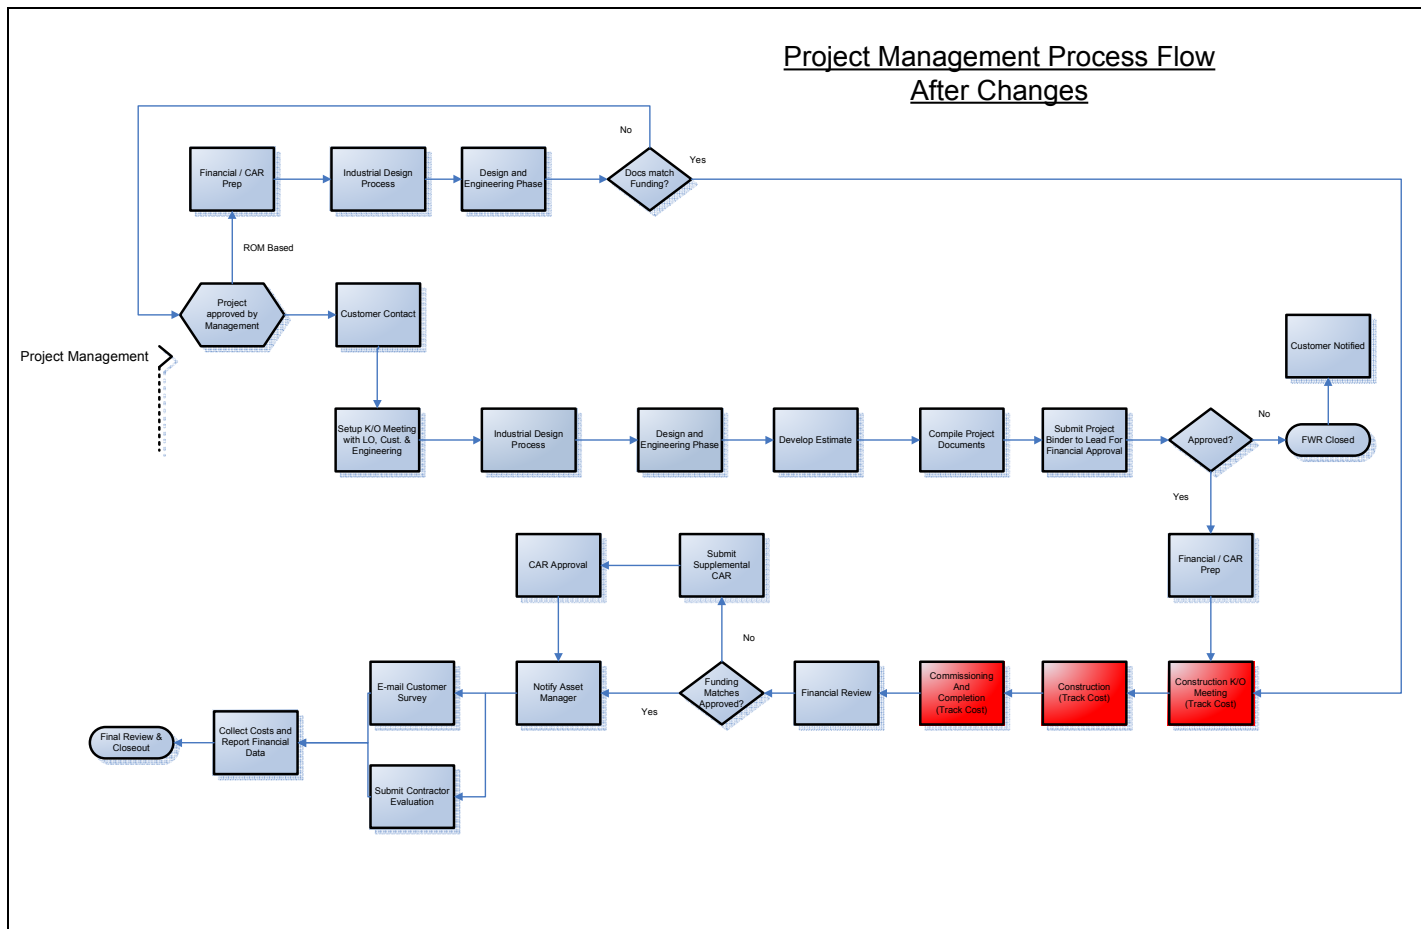 Project Management Process Flow
After Changes
No
Yes
Financial / CAR
Prep
Industrial Design
Process
Design and
Engineering Phase
Docs match
Funding?
ROM Based
Project
approved by
Management
Customer Contact
Project Management
Customer Notified
Setup K/O Meeting
with LO, Cust. &
Engineering
Industrial Design
Process
Design and
Engineering Phase
Develop Estimate
Compile Project
Documents
Submit Project
Binder to Lead For
Financial Approval
Approved?
No
FWR Closed
Yes
CAR Approval
Submit
Supplemental
CAR
Financial / CAR
Prep
No
E-mail Customer
Survey
Notify Asset
Manager
Yes
Funding
Matches
Approved?
Financial Review
Commissioning
And
Completion
(Track Cost)
Construction
(Track Cost)
Construction K/O
Meeting
(Track Cost)
Final Review &
Closeout
Collect Costs and
Report Financial
Data
Submit Contractor
Evaluation